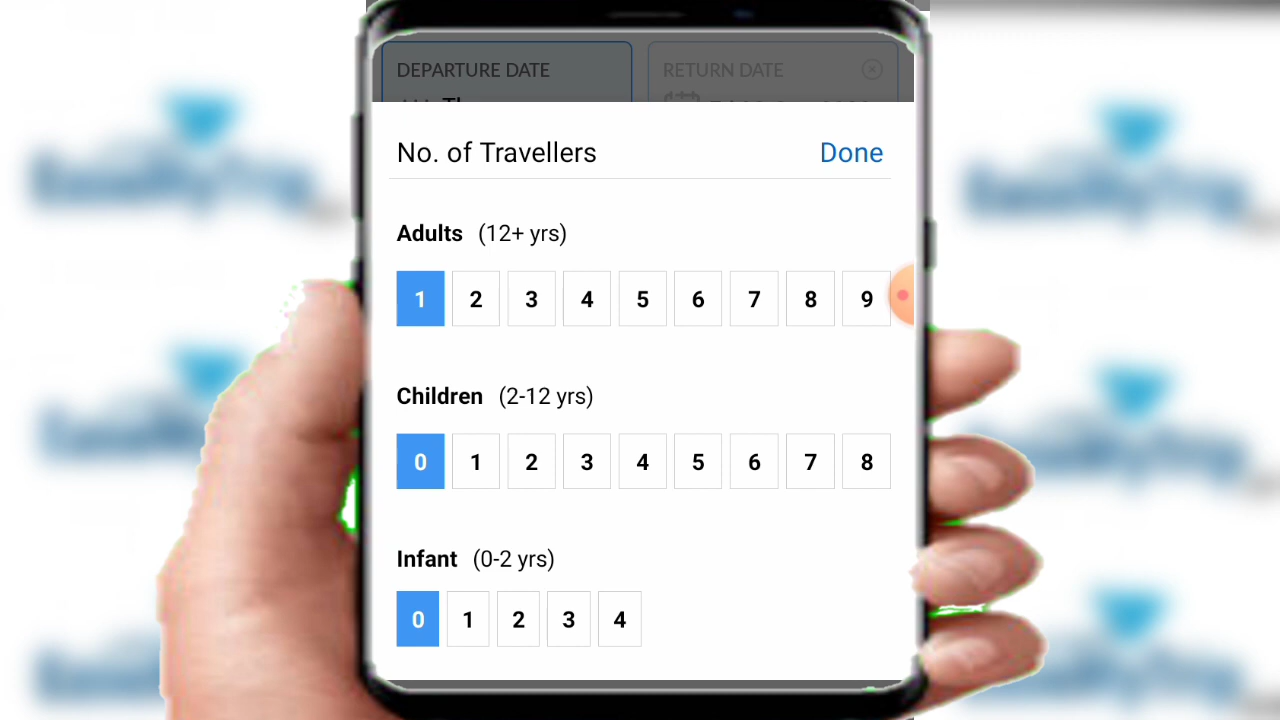 DEPARTURE DATE
RETURN DATE
No. of Travellers
Done
Adults (12+ yrs)
1 2 3 4 5 6 7 8 9
Children (2-12 yrs)
0 1 2 3 4 5 6 7 8
Infant (0-2 yrs)
0 1 2 3 4